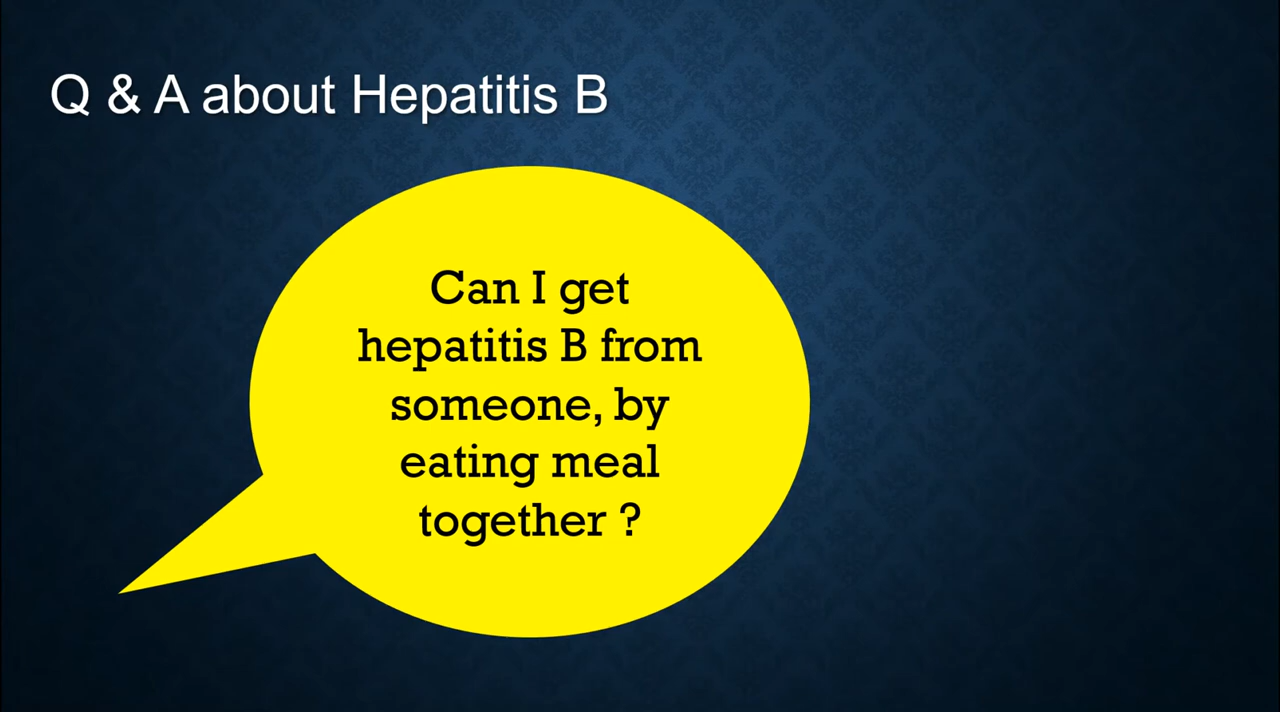 Q & A about Hepatitis B
Can I get
hepatitis B from
someone, by
eating meal
together ?